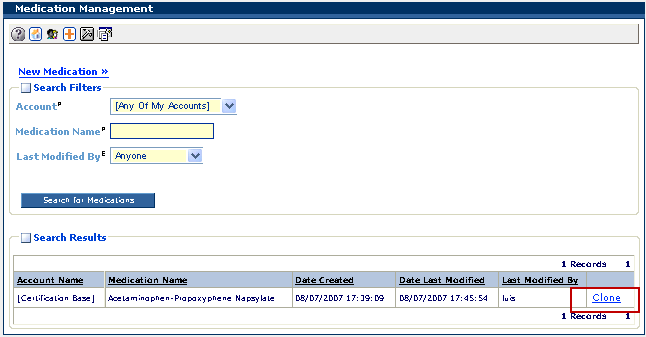 Medication Management
New Medication »
Search Filters
Account P [Any Of My Accounts]
Medication Name P
Last Modified By E Anyone
Search for Medications
Search Results
1 Records 1
Account Name Medication Name Date Created Date Last Modified Last Modified By
[Certification Base] Acetaminophen-Propoxyphene Napsylate 08/07/2007 17:39:09 08/07/2007 17:45:54 luis Clone
1 Records 1